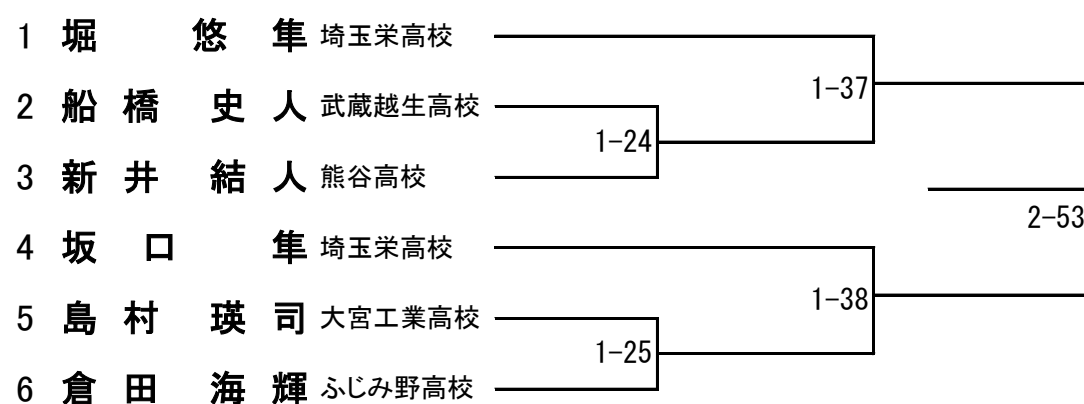 1 堀 悠 隼 埼玉栄高校
1-37
2 船橋 史人 武蔵越生高校
1-24
3 新井 結人 熊谷高校
2-53
4 坂口 隼 埼玉栄高校
1-38
5 島村 瑛司 大宮工業高校
1-25
6 倉田 海輝 ふじみ野高校